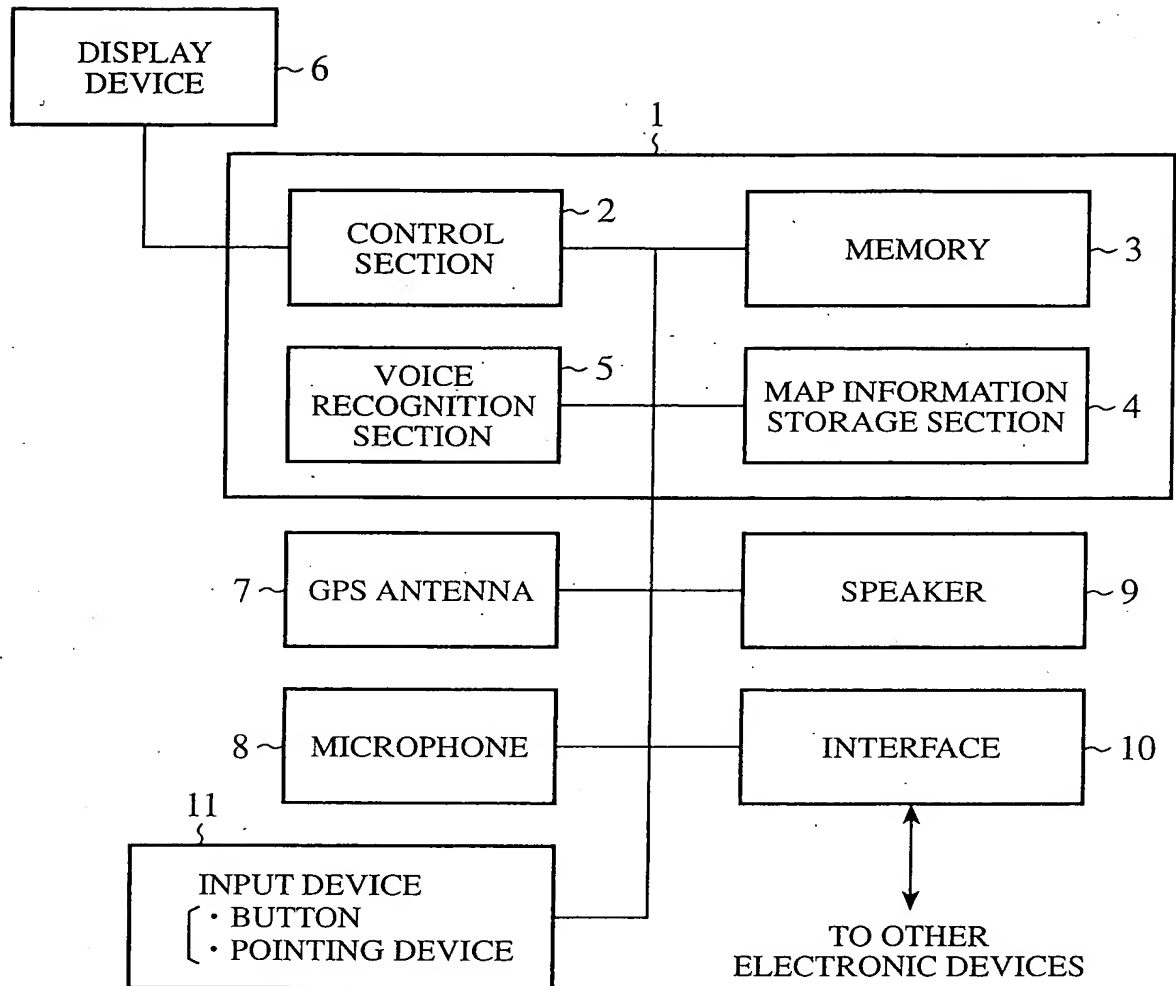 DISPLAY
DEVICE
6
1
CONTROL
SECTION
2
MEMORY
3
VOICE
RECOGNITION
SECTION
5
MAP INFORMATION
STORAGE SECTION
4
7
GPS ANTENNA
SPEAKER
9
8
MICROPHONE
INTERFACE
10
11
INPUT DEVICE
・BUTTON
・POINTING DEVICE
TO OTHER
ELECTRONIC DEVICES